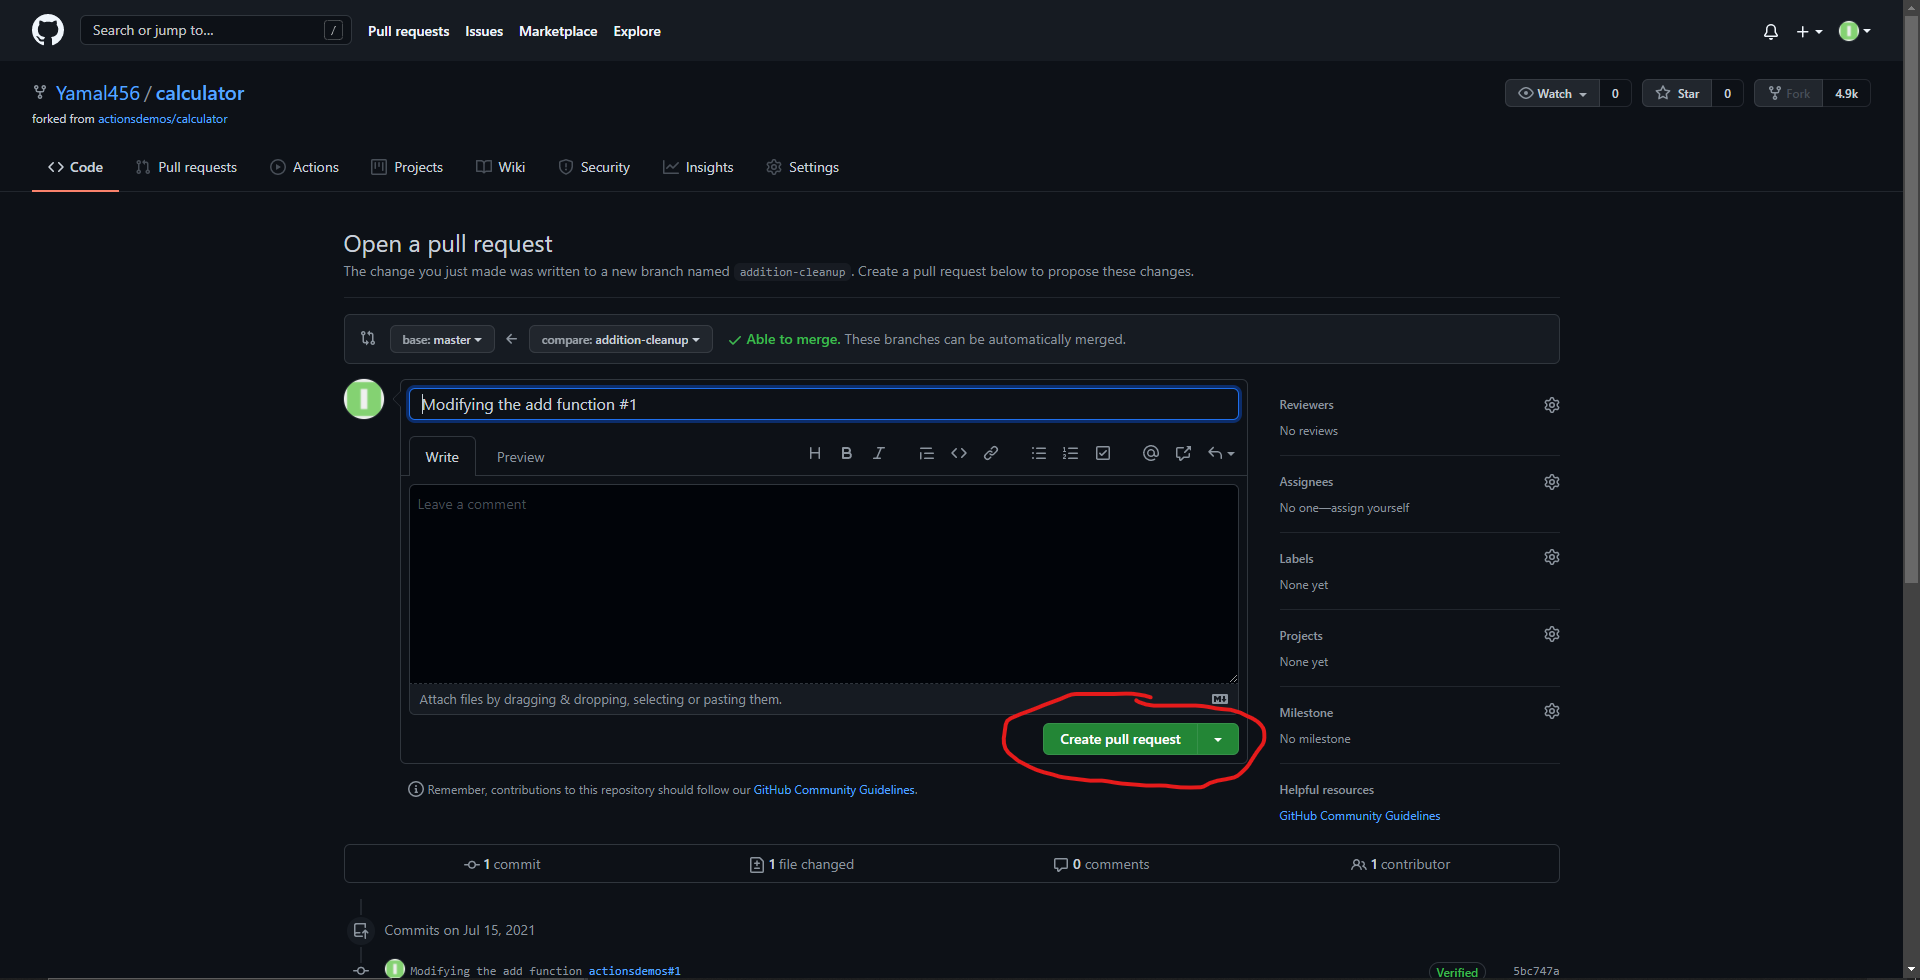 Search or jump to... /
Pull requests Issues Marketplace Explore
Yamal456 / calculator
Watch 0 Star 0 Fork 4.9k
forked from actionsdemos/calculator
Code Pull requests Actions Projects Wiki Security Insights Settings
Open a pull request
The change you just made was written to a new branch named addition-cleanup . Create a pull request below to propose these changes.
base: master compare: addition-cleanup Able to merge. These branches can be automatically merged.
Modifying the add function #1
Write Preview
Leave a comment
Attach files by dragging & dropping, selecting or pasting them.
Create pull request
Remember, contributions to this repository should follow our GitHub Community Guidelines.
Reviewers
No reviews
Assignees
No one—assign yourself
Labels
None yet
Projects
None yet
Milestone
No milestone
Helpful resources
GitHub Community Guidelines
1 commit 1 file changed 0 comments 1 contributor
Commits on Jul 15, 2021
Modifying the add function actionsdemos#1 Verified 5bc747a